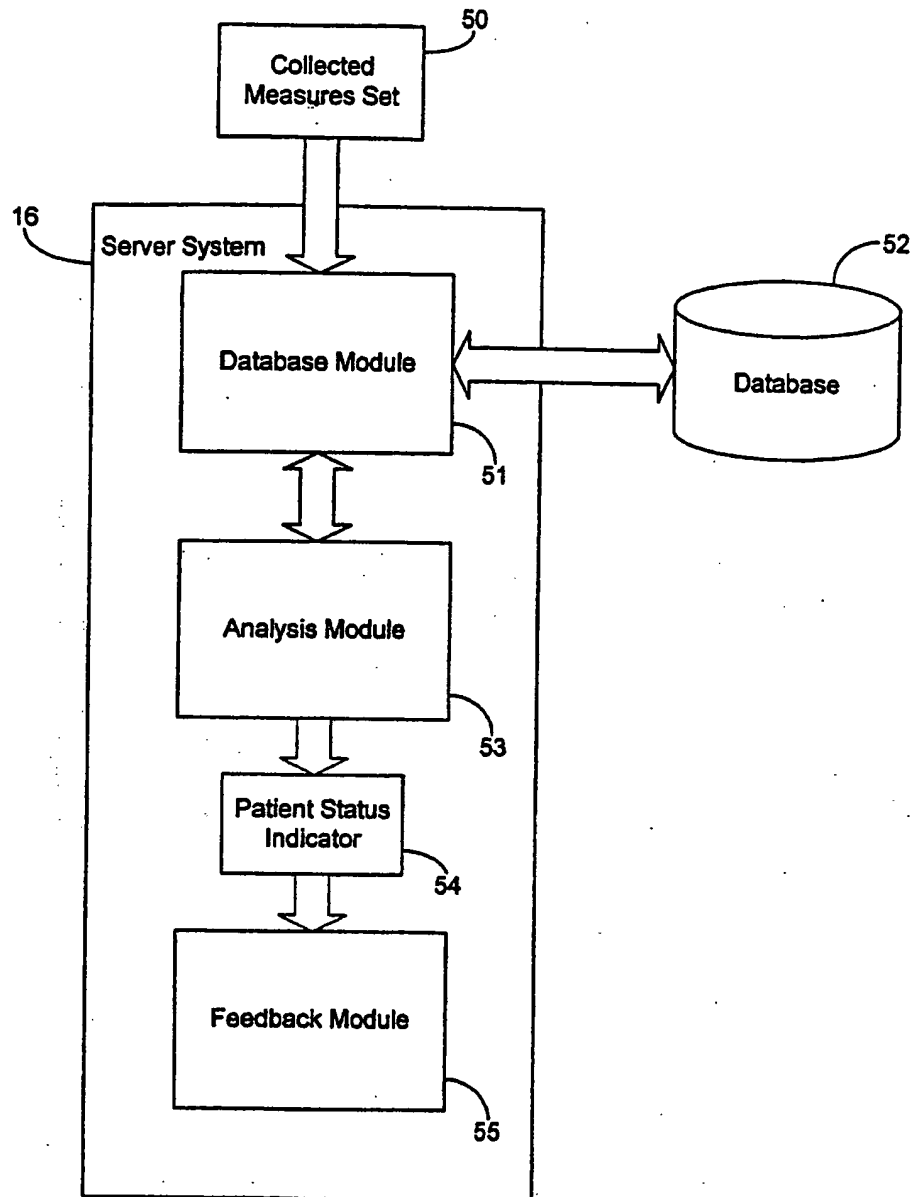 50
Collected
Measures Set
16
Server System
52
Database Module
Database
51
Analysis Module
53
Patient Status
Indicator
54
Feedback Module
55